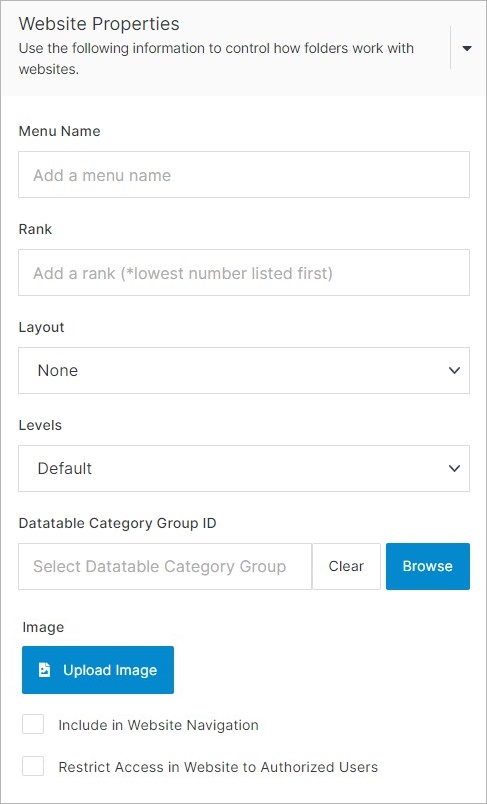 Website Properties
Use the following information to control how folders work with
websites.
Menu Name
Add a menu name
Rank
Add a rank (*lowest number listed first)
Layout
None
Levels
Default
Datatable Category Group ID
Select Datatable Category Group
Clear
Browse
Image
Upload Image
Include in Website Navigation
Restrict Access in Website to Authorized Users